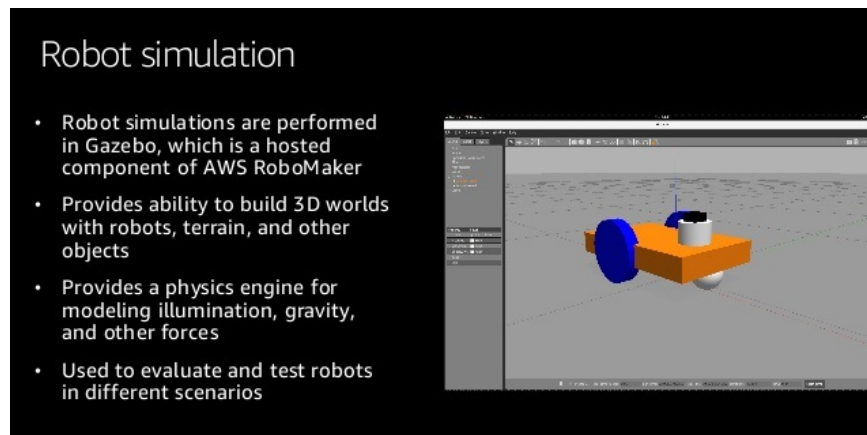 Robot simulation
• Robot simulations are performed
in Gazebo, which is a hosted
component of AWS RoboMaker
• Provides ability to build 3D worlds
with robots, terrain, and other
objects
• Provides a physics engine for
modeling illumination, gravity,
and other forces
• Used to evaluate and test robots
in different scenarios